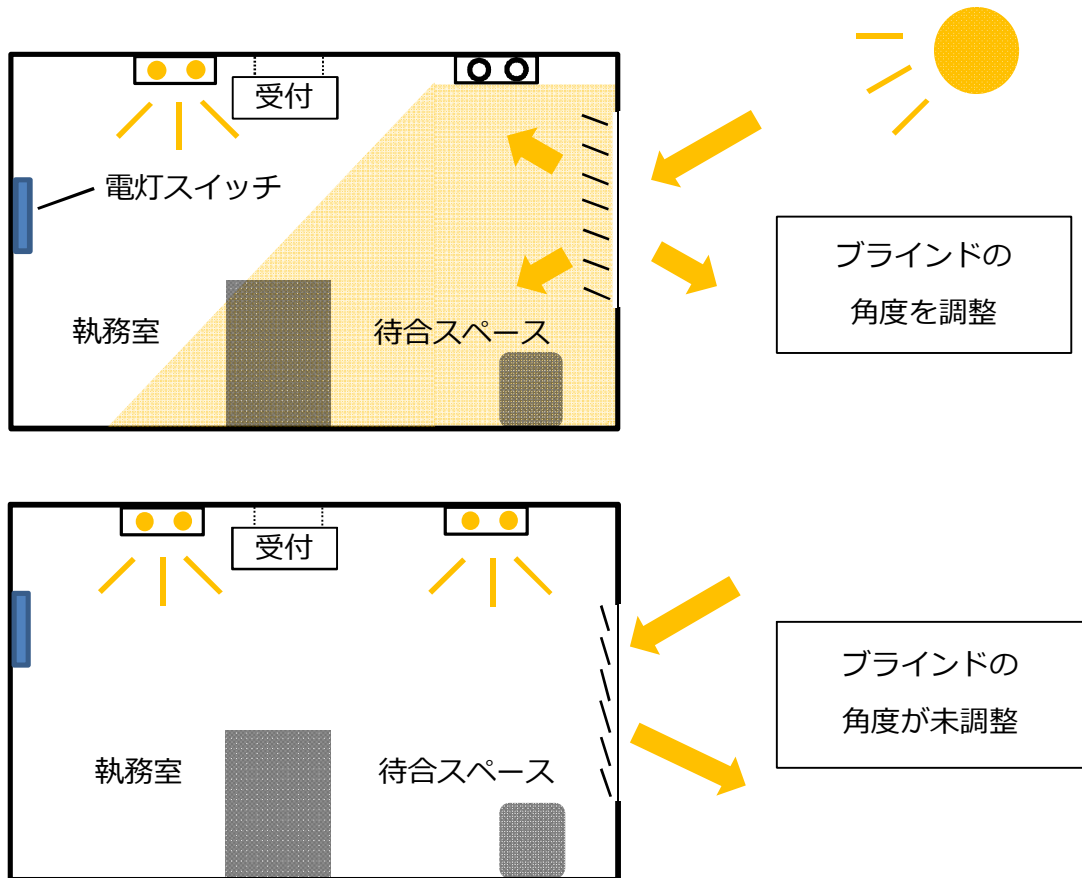 受付
電灯スイッチ
執務室
待合スペース
ブラインドの
角度を調整
受付
執務室
待合スペース
ブラインドの
角度が未調整